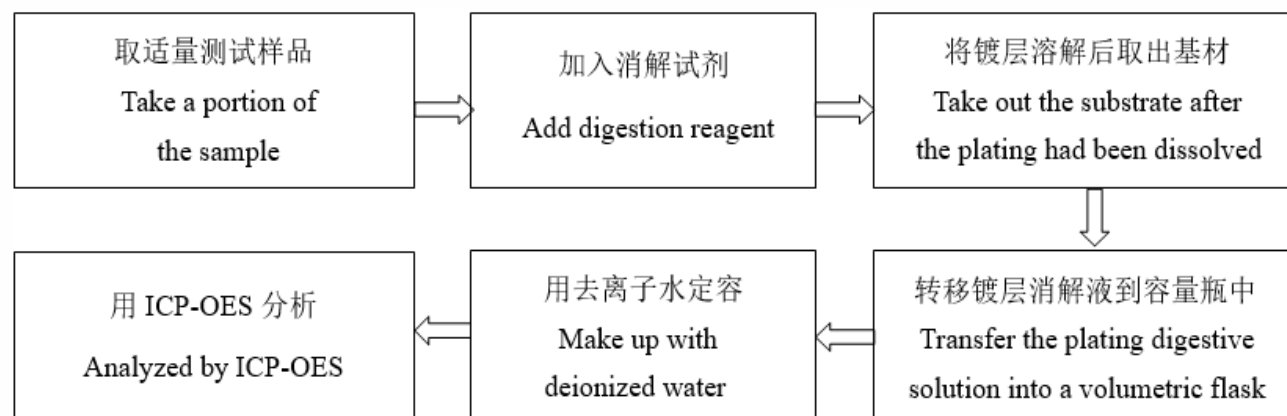 取适量测试样品
Take a portion of
the sample
加入消解试剂
Add digestion reagent
将镀层溶解后取出基材
Take out the substrate after
the plating had been dissolved
转移镀层消解液到容量瓶中
Transfer the plating digestive
solution into a volumetric flask
用去离子水定容
Make up with
deionized water
用 ICP-OES 分析
Analyzed by ICP-OES